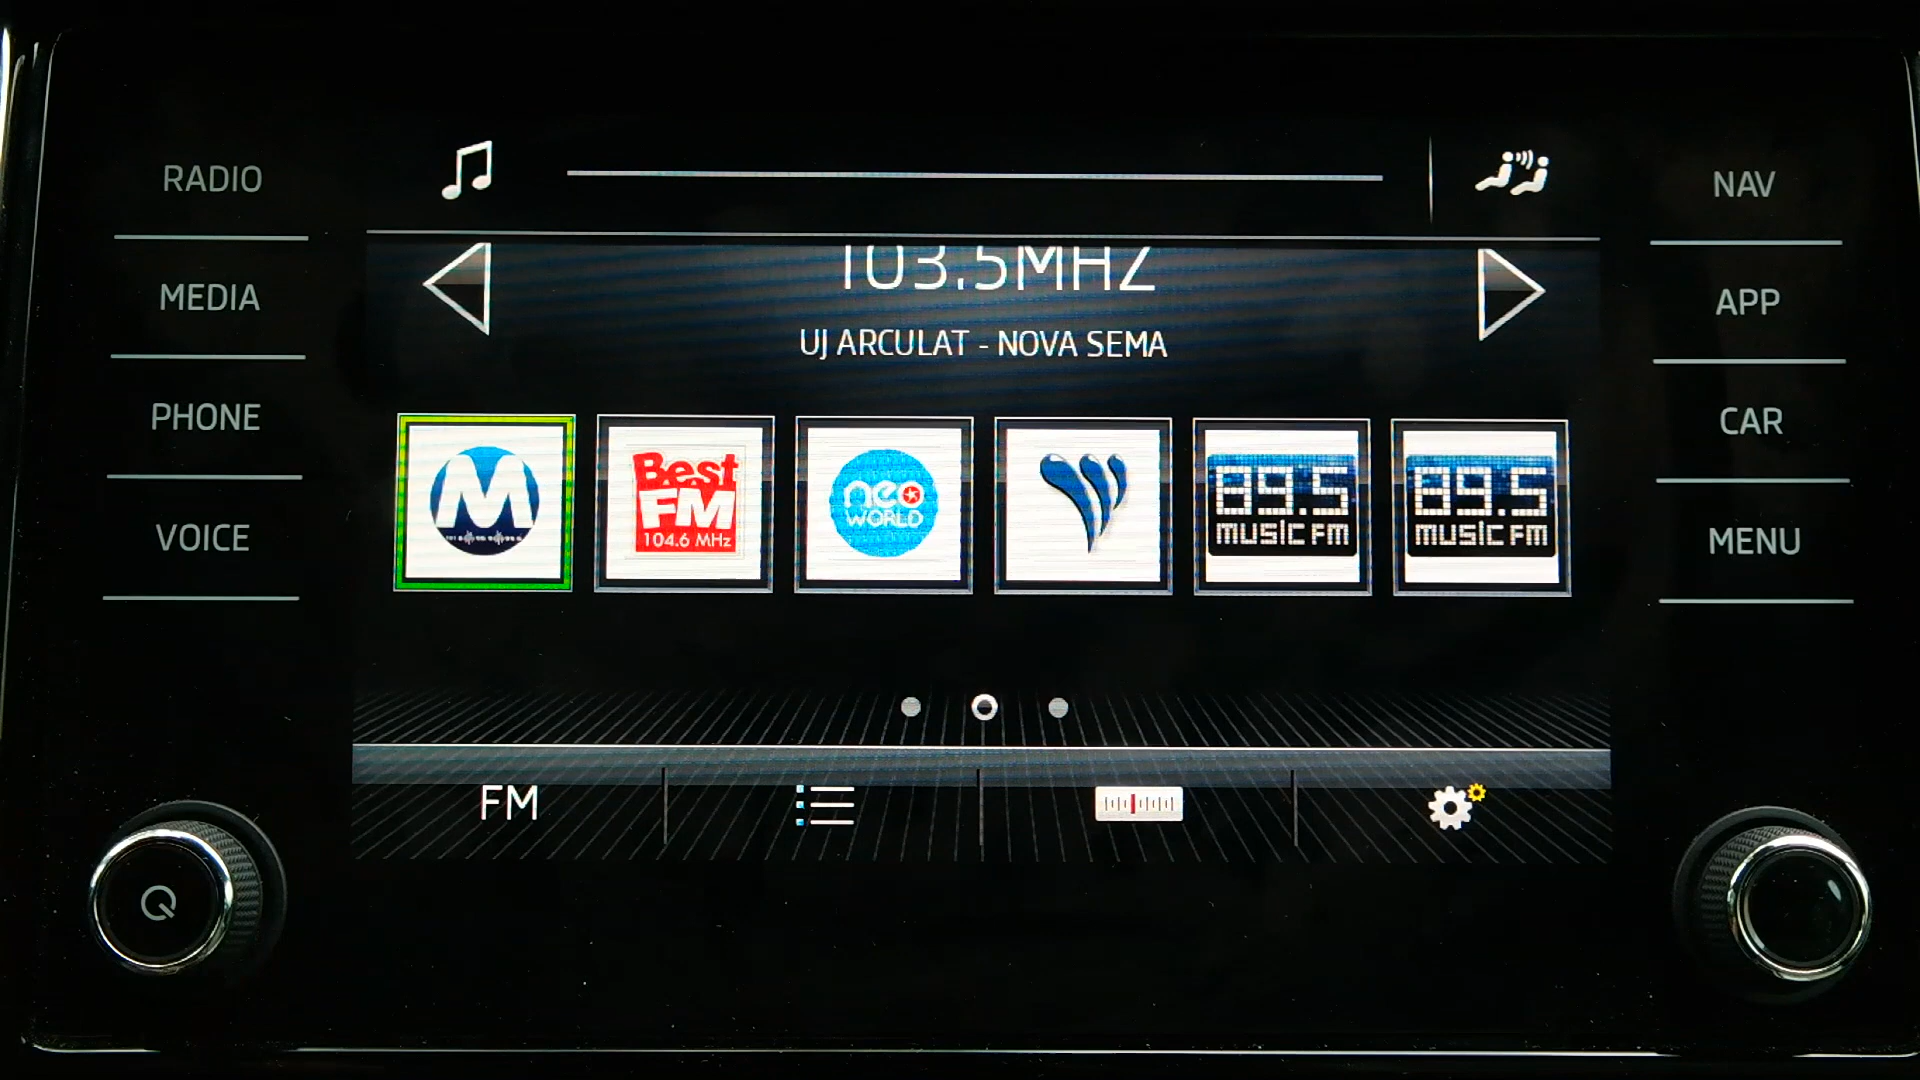 RADIO
MEDIA
PHONE
VOICE
103.5MHZ
UJ ARCULAT - NOVA SEMA
M
Best
FM
104.6 MHz
neo
WORLD
89.5
music FM
89.5
music FM
FM
NAV
APP
CAR
MENU